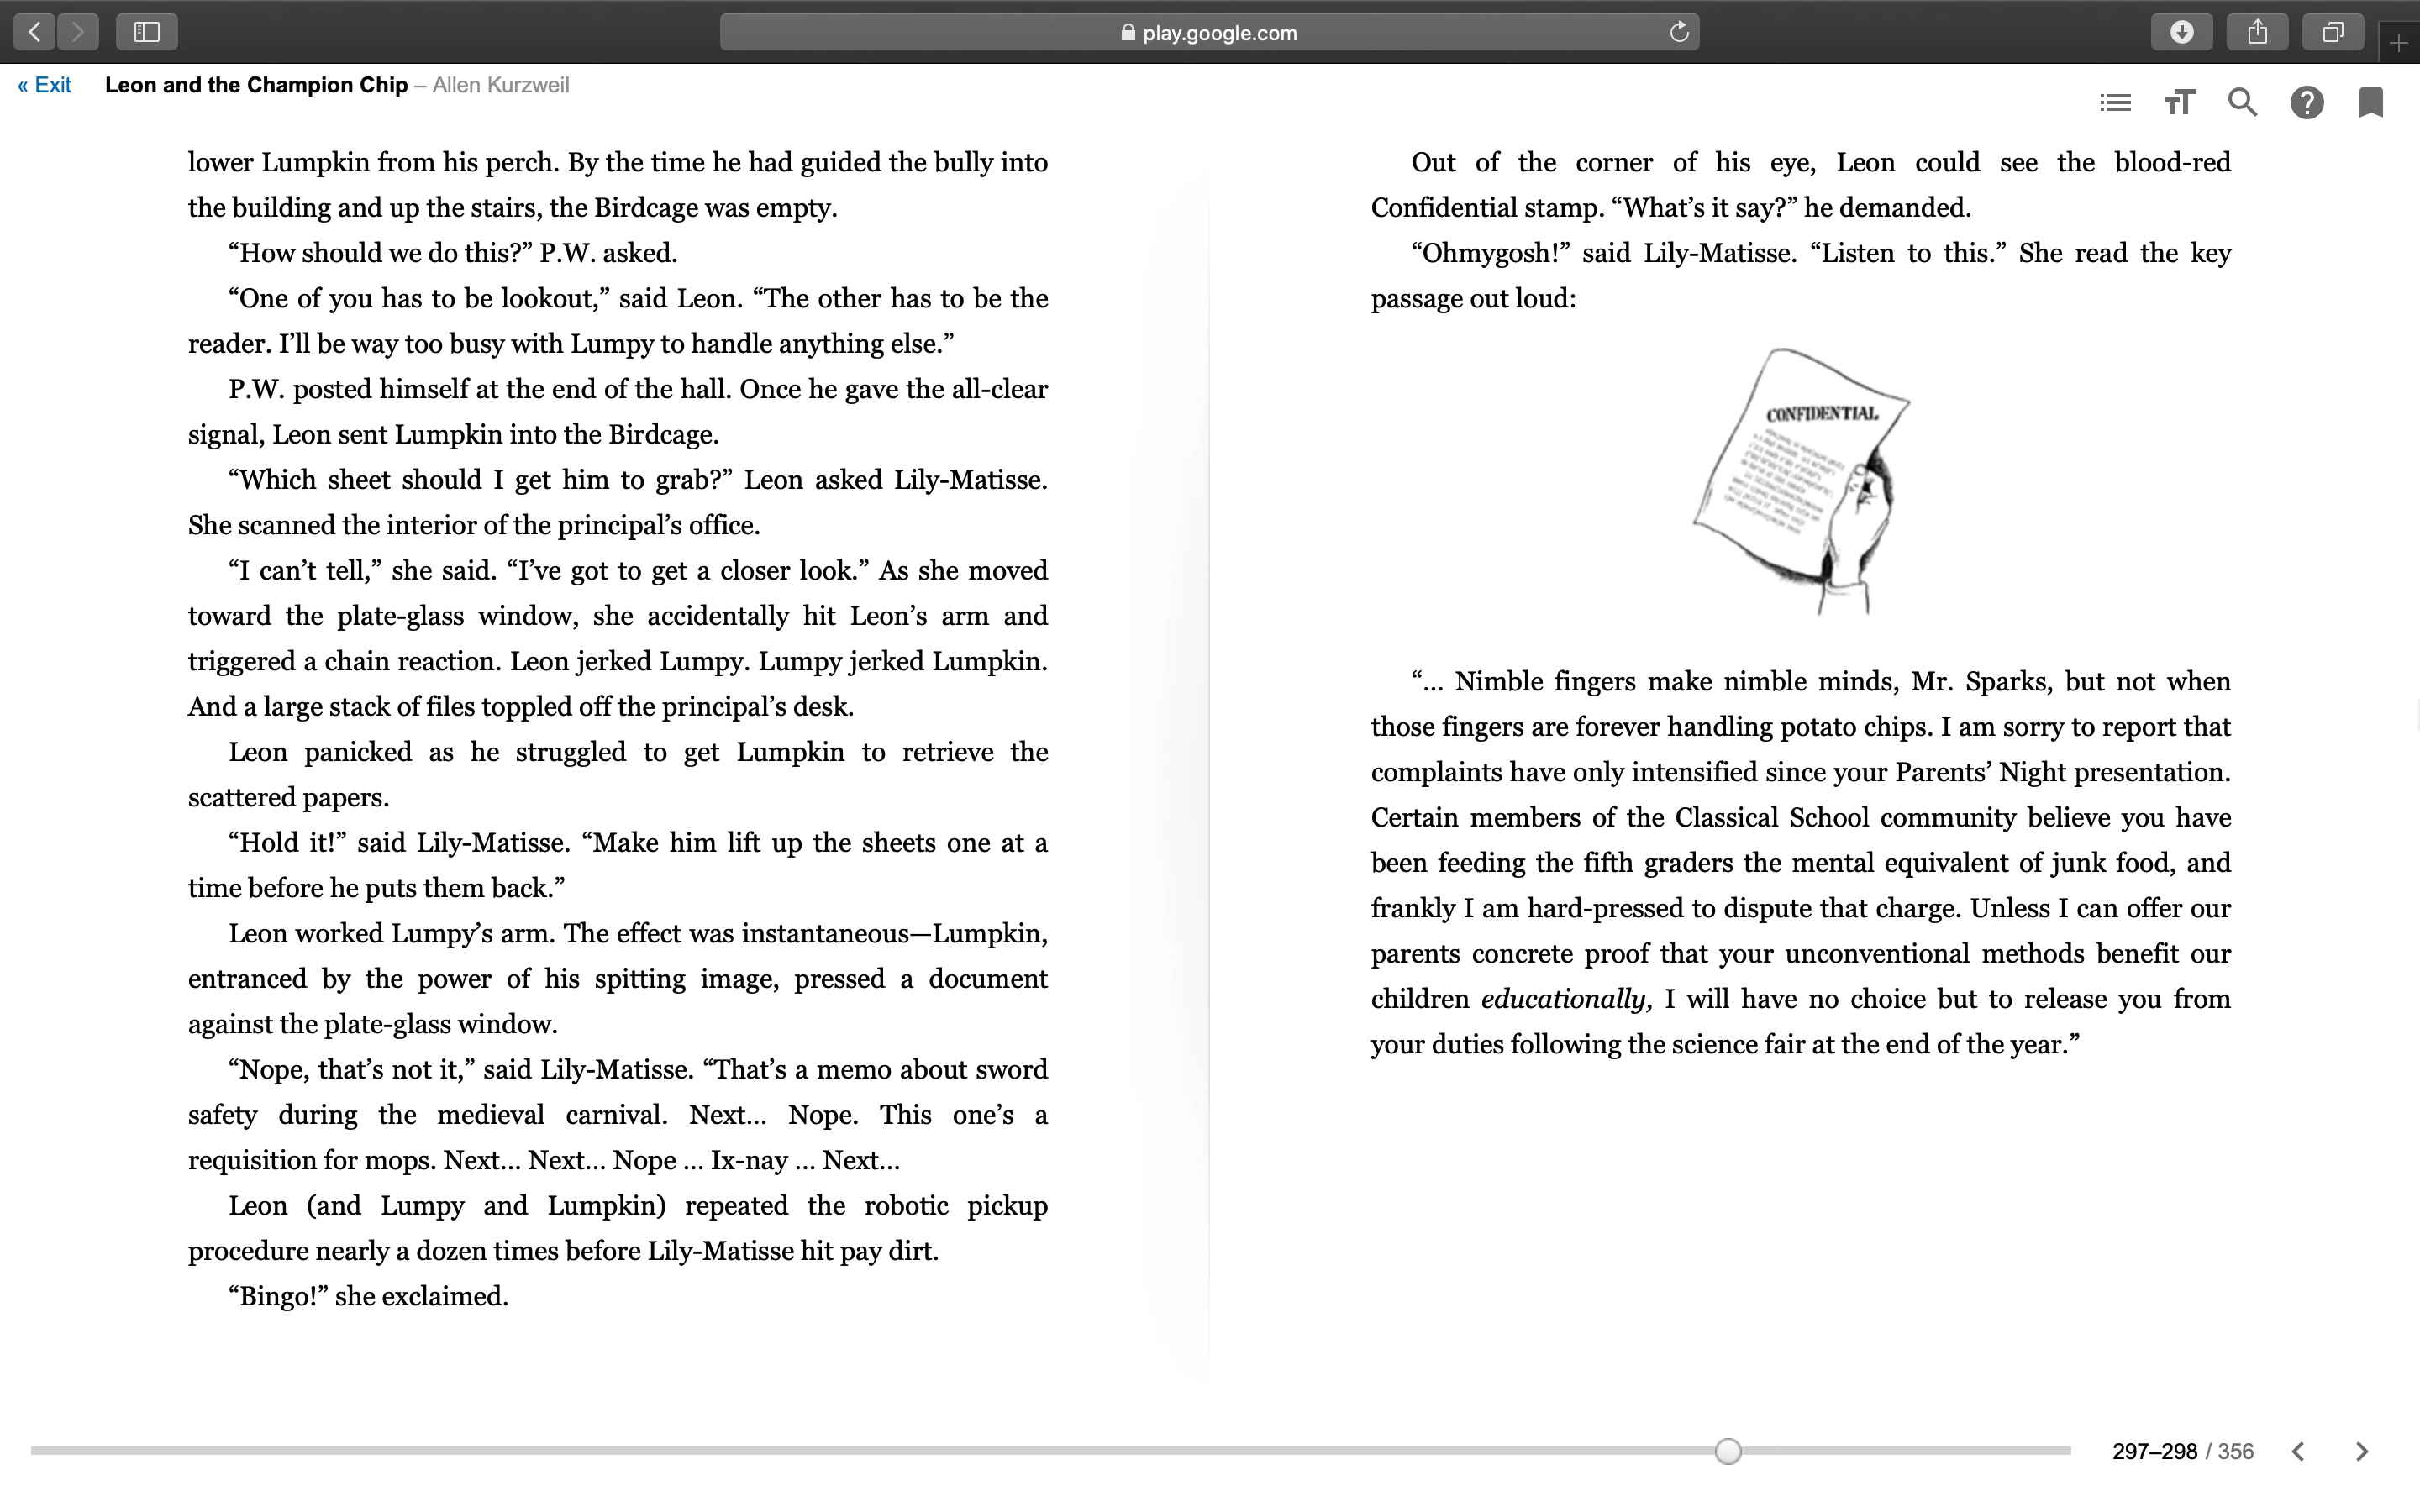 play.google.com
« Exit Leon and the Champion Chip – Allen Kurzweil
lower Lumpkin from his perch. By the time he had guided the bully into
the building and up the stairs, the Birdcage was empty.
“How should we do this?” P.W. asked.
“One of you has to be lookout,” said Leon. “The other has to be the
reader. I’ll be way too busy with Lumpy to handle anything else.”
P.W. posted himself at the end of the hall. Once he gave the all-clear
signal, Leon sent Lumpkin into the Birdcage.
“Which sheet should I get him to grab?” Leon asked Lily-Matisse.
She scanned the interior of the principal’s office.
“I can’t tell,” she said. “I’ve got to get a closer look.” As she moved
toward the plate-glass window, she accidentally hit Leon’s arm and
triggered a chain reaction. Leon jerked Lumpy. Lumpy jerked Lumpkin.
And a large stack of files toppled off the principal’s desk.
Leon panicked as he struggled to get Lumpkin to retrieve the
scattered papers.
“Hold it!” said Lily-Matisse. “Make him lift up the sheets one at a
time before he puts them back.”
Leon worked Lumpy’s arm. The effect was instantaneous—Lumpkin,
entranced by the power of his spitting image, pressed a document
against the plate-glass window.
“Nope, that’s not it,” said Lily-Matisse. “That’s a memo about sword
safety during the medieval carnival. Next... Nope. This one’s a
requisition for mops. Next... Next... Nope ... Ix-nay ... Next...
Leon (and Lumpy and Lumpkin) repeated the robotic pickup
procedure nearly a dozen times before Lily-Matisse hit pay dirt.
“Bingo!” she exclaimed.
Out of the corner of his eye, Leon could see the blood-red
Confidential stamp. “What’s it say?” he demanded.
“Ohmygosh!” said Lily-Matisse. “Listen to this.” She read the key
passage out loud:
CONFIDENTIAL
“... Nimble fingers make nimble minds, Mr. Sparks, but not when
those fingers are forever handling potato chips. I am sorry to report that
complaints have only intensified since your Parents’ Night presentation.
Certain members of the Classical School community believe you have
been feeding the fifth graders the mental equivalent of junk food, and
frankly I am hard-pressed to dispute that charge. Unless I can offer our
parents concrete proof that your unconventional methods benefit our
children educationally, I will have no choice but to release you from
your duties following the science fair at the end of the year.”
297–298 / 356